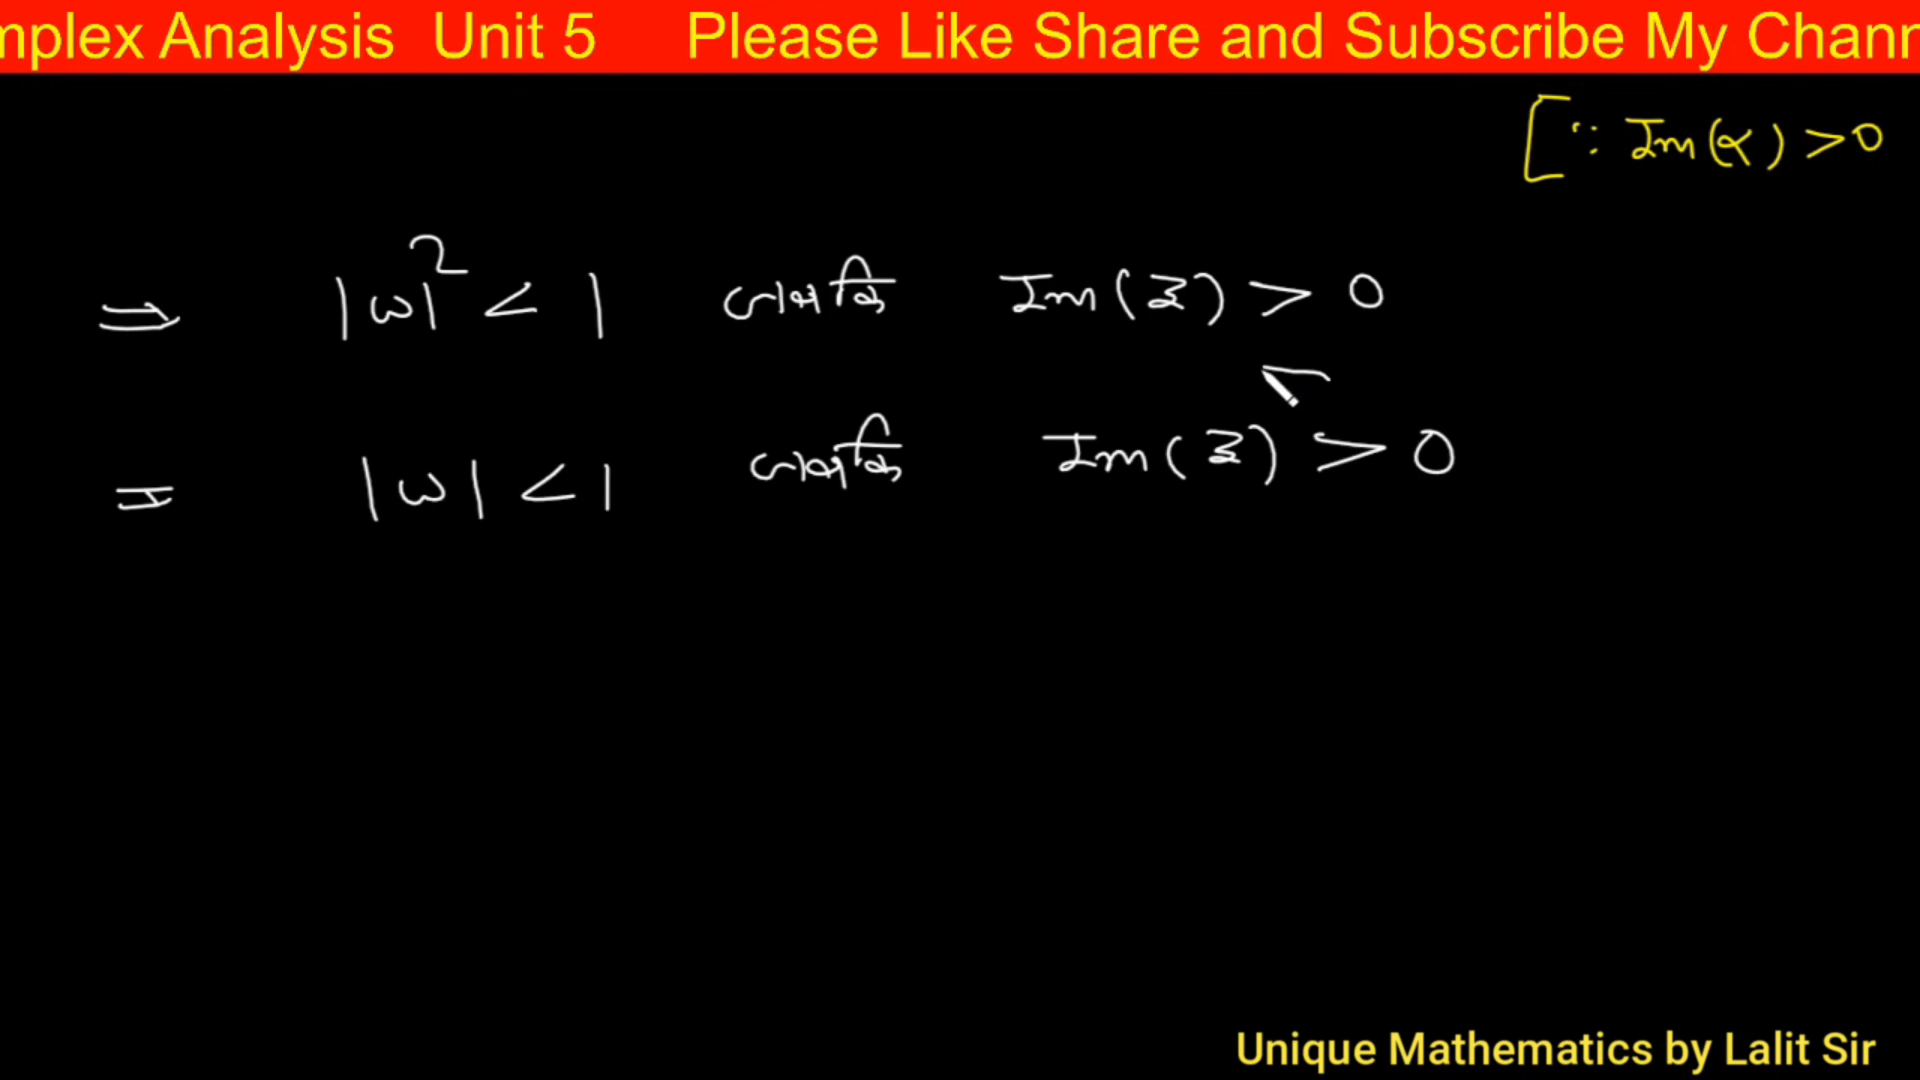 mplex Analysis Unit 5 Please Like Share and Subscribe My Chann
[∵ Im(α) >0
⇒ |ω|² < 1 जबकि Im(z) > 0
= |ω| < 1 जबकि Im(z) > 0
Unique Mathematics by Lalit Sir